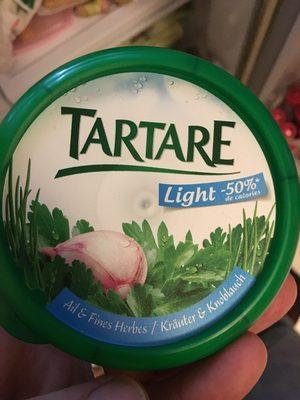 TARTARE
Light -50%*
de calories
Ail & Fines Herbes / Kräuter & Knoblauch